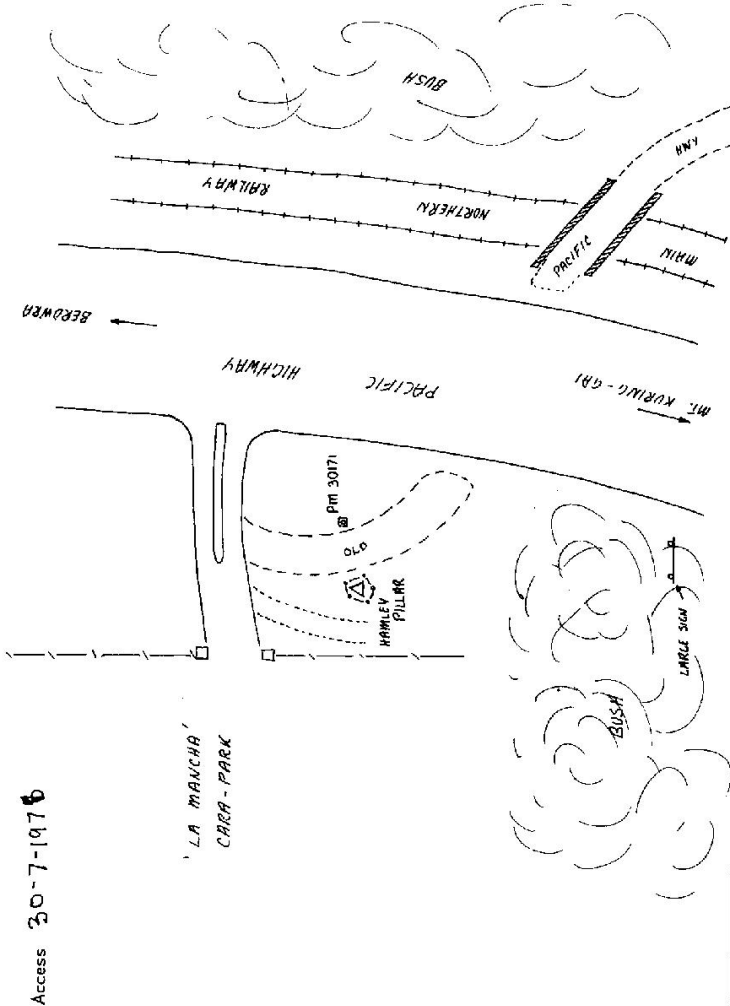 Access 30-7-1978
'LA MANCHA'
CARA-PARK
BEROWRA
PACIFIC
HIGHWAY
MT. KURING-GAI
MAIN
NORTHERN
RAILWAY
PACIFIC
HWY
BUSH
OLD
PM 30171
HAMLEY
PILLAR
BUSH
LARGE SIGN